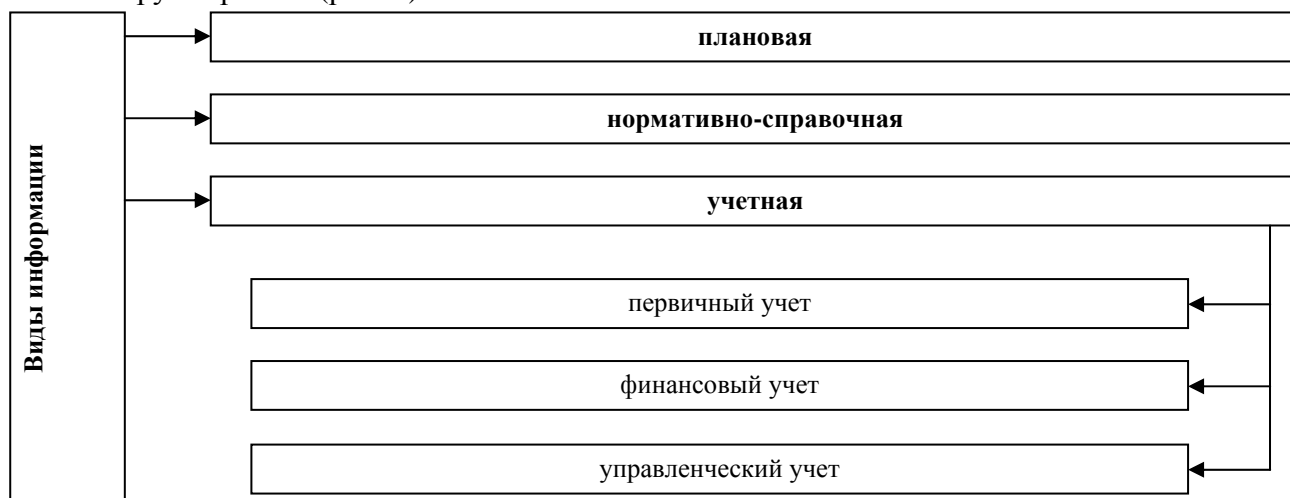 плановая
нормативно-справочная
учетная
Виды информации
первичный учет
финансовый учет
управленческий учет